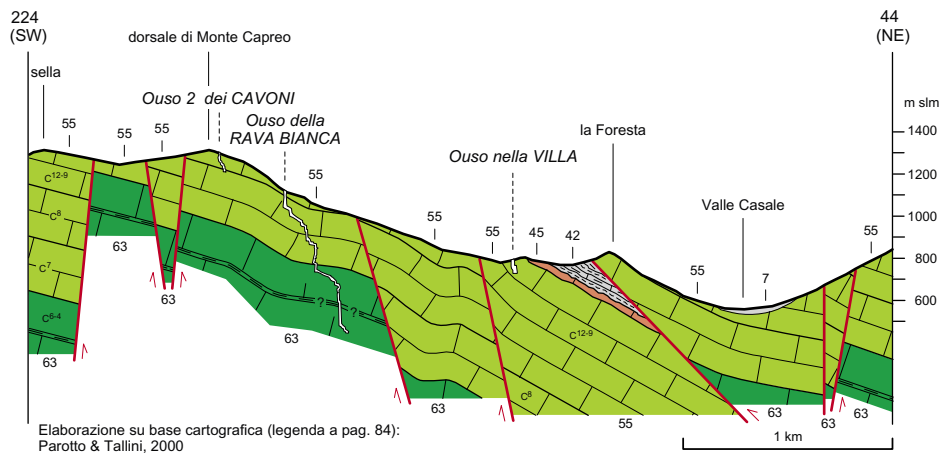 224
(SW)
44
(NE)
dorsale di Monte Capreo
sella
Ouso 2 dei CAVONI
Ouso della
RAVA BIANCA
Ouso nella VILLA
la Foresta
Valle Casale
m slm
1400
1200
1000
800
600
55
55
55
55
55
55
45
42
55
7
55
C12-9
C8
C7
C6-4
63
63
63
63
?
?
63
C12-9
C8
55
63
63
63
Elaborazione su base cartografica (legenda a pag. 84):
Parotto & Tallini, 2000
1 km